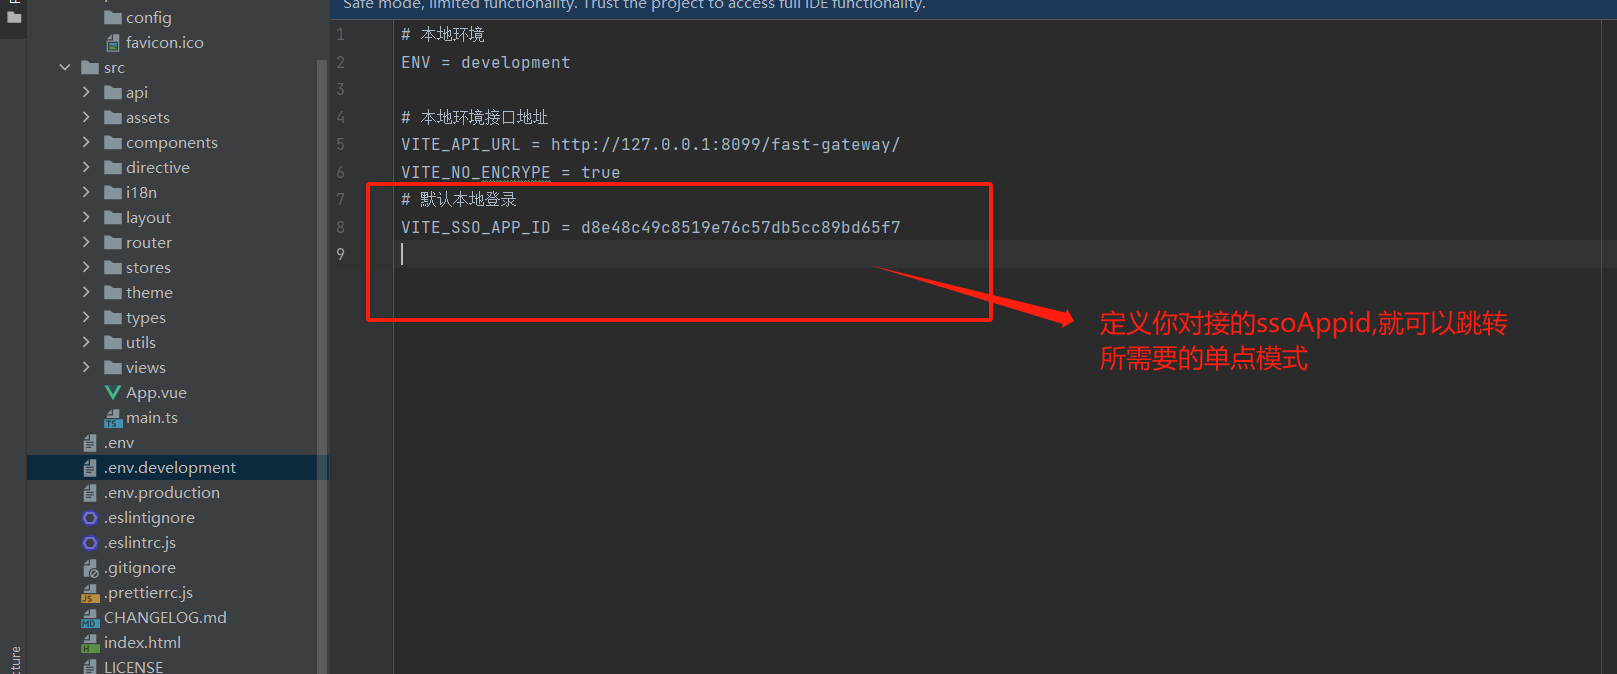 Safe mode, limited functionality. Trust the project to access full IDE functionality.
config
favicon.ico
src
api
assets
components
directive
i18n
layout
router
stores
theme
types
utils
views
App.vue
main.ts
.env
.env.development
.env.production
.eslintignore
.eslintrc.js
.gitignore
.prettierrc.js
CHANGELOG.md
index.html
LICENSE
1 # 本地环境
2 ENV = development
3
4 # 本地环境接口地址
5 VITE_API_URL = http://127.0.0.1:8099/fast-gateway/
6 VITE_NO_ENCRYPE = true
7 # 默认本地登录
8 VITE_SSO_APP_ID = d8e48c49c8519e76c57db5cc89bd65f7
9
定义你对接的ssoAppid,就可以跳转
所需要的单点模式